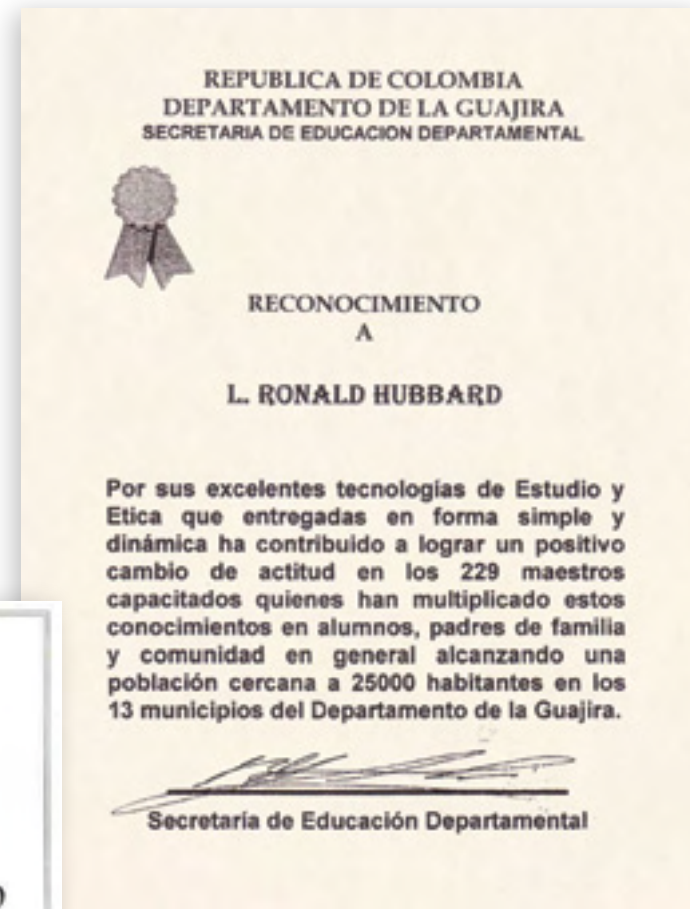 REPUBLICA DE COLOMBIA
DEPARTAMENTO DE LA GUAJIRA
SECRETARIA DE EDUCACION DEPARTAMENTAL
RECONOCIMIENTO
A
L. RONALD HUBBARD
Por sus excelentes tecnologías de Estudio y
Etica que entregadas en forma simple y
dinámica ha contribuido a lograr un positivo
cambio de actitud en los 229 maestros
capacitados quienes han multiplicado estos
conocimientos en alumnos, padres de familia
y comunidad en general alcanzando una
población cercana a 25000 habitantes en los
13 municipios del Departamento de la Guajira.
Secretaría de Educación Departamental